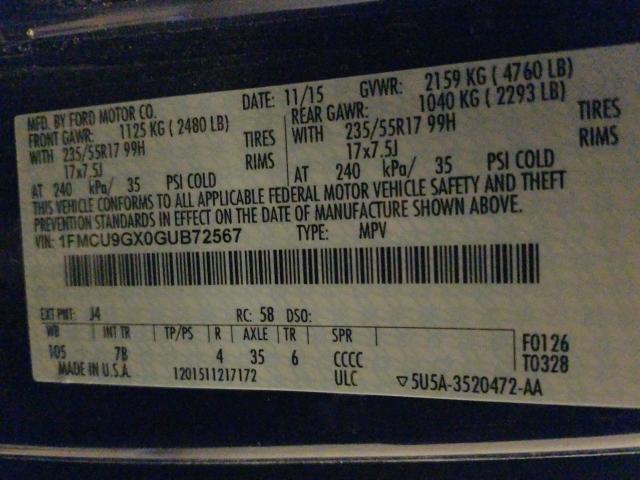 MFD. BY FORD MOTOR CO.
DATE: 11/15 GVWR: 2159 KG ( 4760 LB)
FRONT GAWR: 1125 KG ( 2480 LB) REAR GAWR: 1040 KG ( 2293 LB)
WITH 235/55R17 99H TIRES WITH 235/55R17 99H TIRES
17x7.5J RIMS 17x7.5J RIMS
AT 240 kPa/ 35 PSI COLD AT 240 kPa/ 35 PSI COLD
THIS VEHICLE CONFORMS TO ALL APPLICABLE FEDERAL MOTOR VEHICLE SAFETY AND THEFT
PREVENTION STANDARDS IN EFFECT ON THE DATE OF MANUFACTURE SHOWN ABOVE.
VIN: 1FMCU9GX0GUB72567 TYPE: MPV
EXT PNT: J4 RC: 58 DSO:
WB INT TR TP/PS R AXLE TR SPR
105 7B 4 35 6 CCCC
F0126
T0328
MADE IN U.S.A. 1201511217172 ULC ▽5U5A-3520472-AA